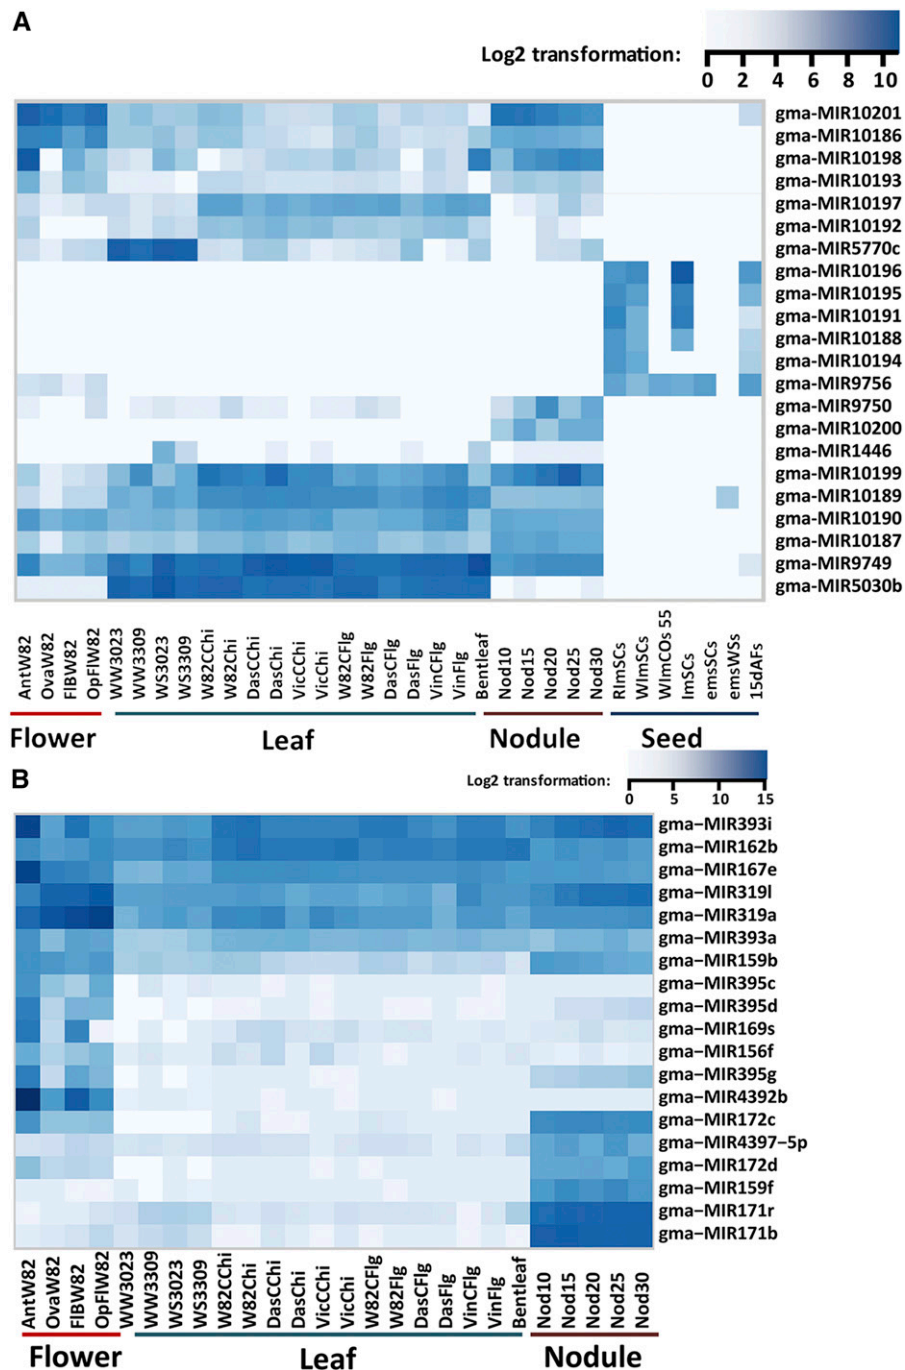 A
Log2 transformation:
0 2 4 6 8 10
gma-MIR10201
gma-MIR10186
gma-MIR10198
gma-MIR10193
gma-MIR10197
gma-MIR10192
gma-MIR5770c
gma-MIR10196
gma-MIR10195
gma-MIR10191
gma-MIR10188
gma-MIR10194
gma-MIR9756
gma-MIR9750
gma-MIR10200
gma-MIR1446
gma-MIR10199
gma-MIR10189
gma-MIR10190
gma-MIR10187
gma-MIR9749
gma-MIR5030b
AntW82
OvaW82
FlBW82
OpFlW82
WW3023
WW3309
WS3023
WS3309
W82CChi
W82Chi
DasCChi
DasChi
VicCChi
VicChi
W82CFlg
W82Flg
DasCFlg
DasFlg
VinCFlg
VinFlg
Bentleaf
Nod10
Nod15
Nod20
Nod25
Nod30
RImSCs
WImSCs
WImCOs 55
ImSCs
emsSCs
emsWSs
15dAFs
Flower
Leaf
Nodule
Seed
B
Log2 transformation:
0 5 10 15
gma−MIR393i
gma−MIR162b
gma−MIR167e
gma−MIR319l
gma−MIR319a
gma−MIR393a
gma−MIR159b
gma−MIR395c
gma−MIR395d
gma−MIR169s
gma−MIR156f
gma−MIR395g
gma−MIR4392b
gma−MIR172c
gma−MIR4397−5p
gma−MIR172d
gma−MIR159f
gma−MIR171r
gma−MIR171b
AntW82
OvaW82
FlBW82
OpFlW82
WW3023
WW3309
WS3023
WS3309
W82CChi
W82Chi
DasCChi
DasChi
VicCChi
VicChi
W82CFlg
W82Flg
DasCFlg
DasFlg
VinCFlg
VinFlg
Bentleaf
Nod10
Nod15
Nod20
Nod25
Nod30
Flower
Leaf
Nodule